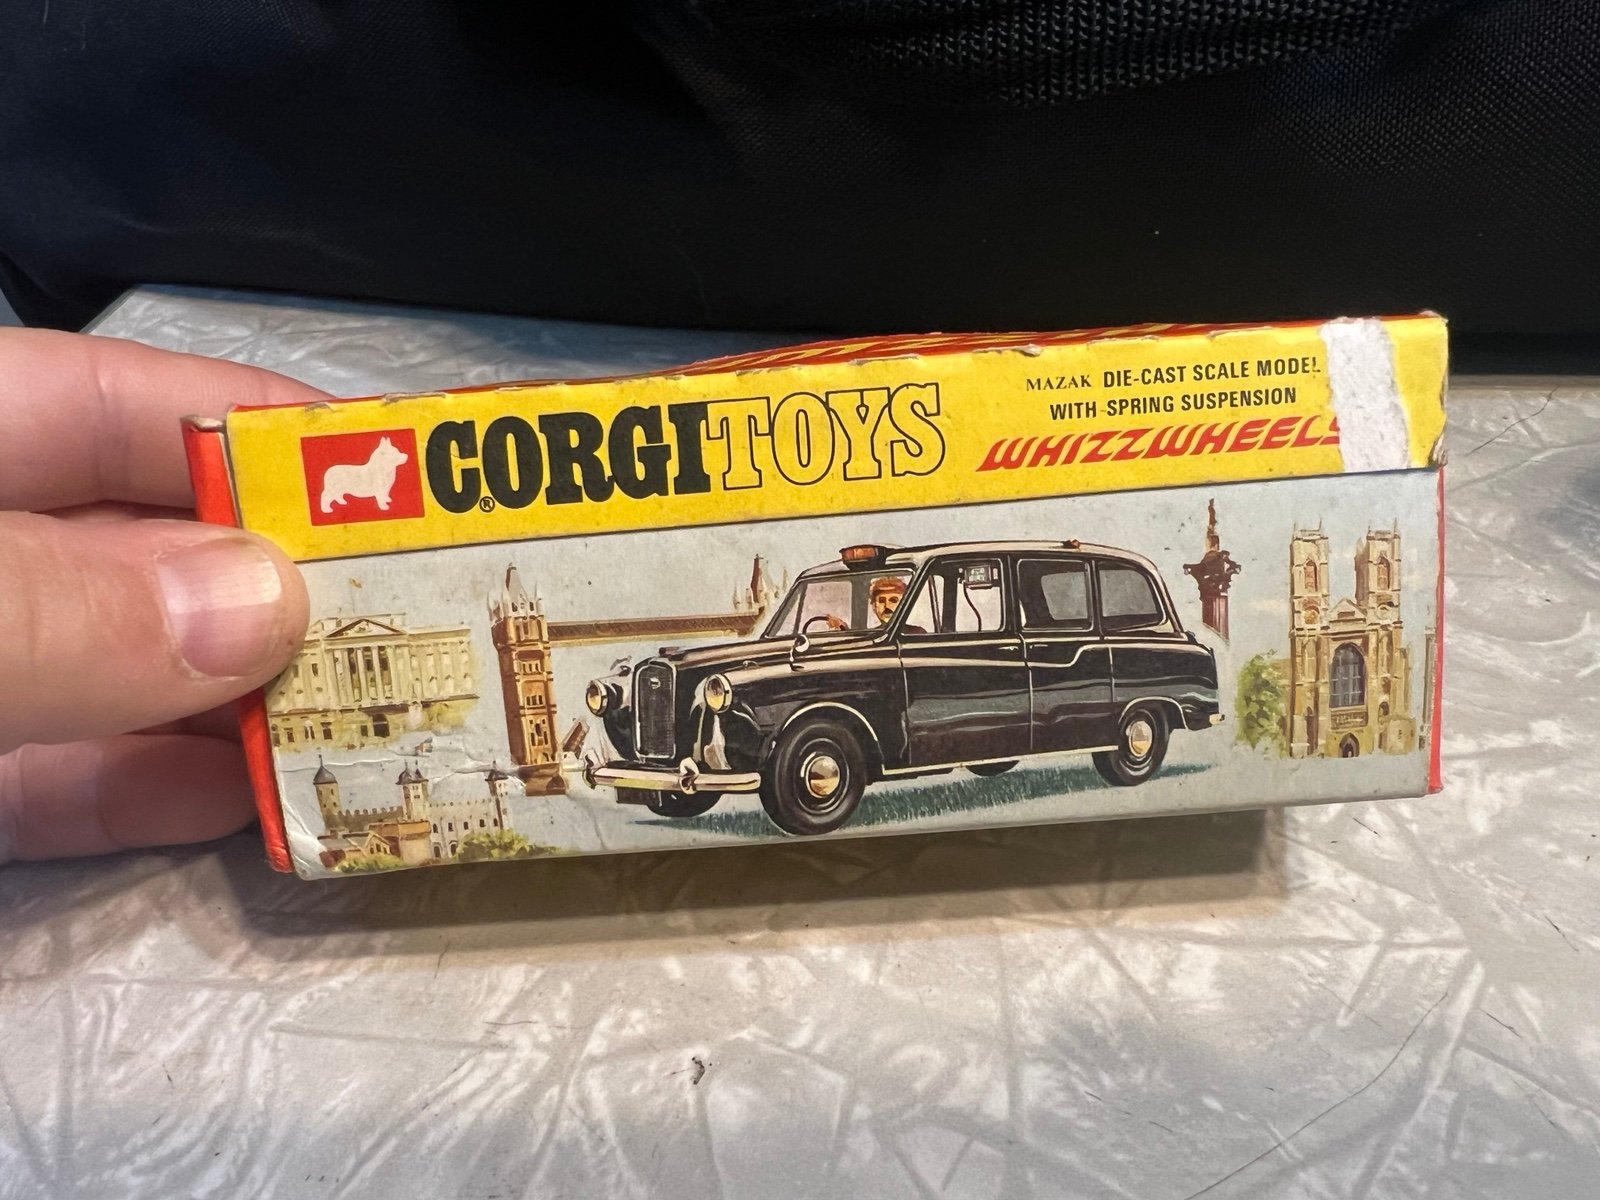 CORGI TOYS
®
MAZAK DIE-CAST SCALE MODEL
WITH SPRING SUSPENSION
WHIZZWHEELS